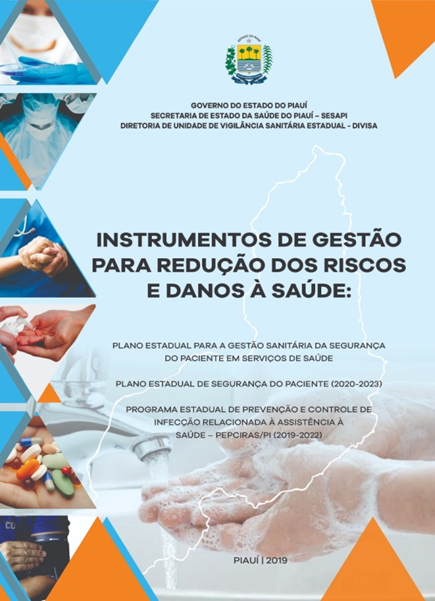 GOVERNO DO ESTADO DO PIAUÍ
SECRETARIA DE ESTADO DA SAÚDE DO PIAUÍ – SESAPI
DIRETORIA DE UNIDADE DE VIGILÂNCIA SANITÁRIA ESTADUAL - DIVISA
INSTRUMENTOS DE GESTÃO
PARA REDUÇÃO DOS RISCOS
E DANOS À SAÚDE:
PLANO ESTADUAL PARA A GESTÃO SANITÁRIA DA SEGURANÇA
DO PACIENTE EM SERVIÇOS DE SAÚDE
PLANO ESTADUAL DE SEGURANÇA DO PACIENTE (2020-2023)
PROGRAMA ESTADUAL DE PREVENÇÃO E CONTROLE DE
INFECÇÃO RELACIONADA À ASSISTÊNCIA À
SAÚDE – PEPCIRAS/PI (2019-2022)
PIAUÍ | 2019